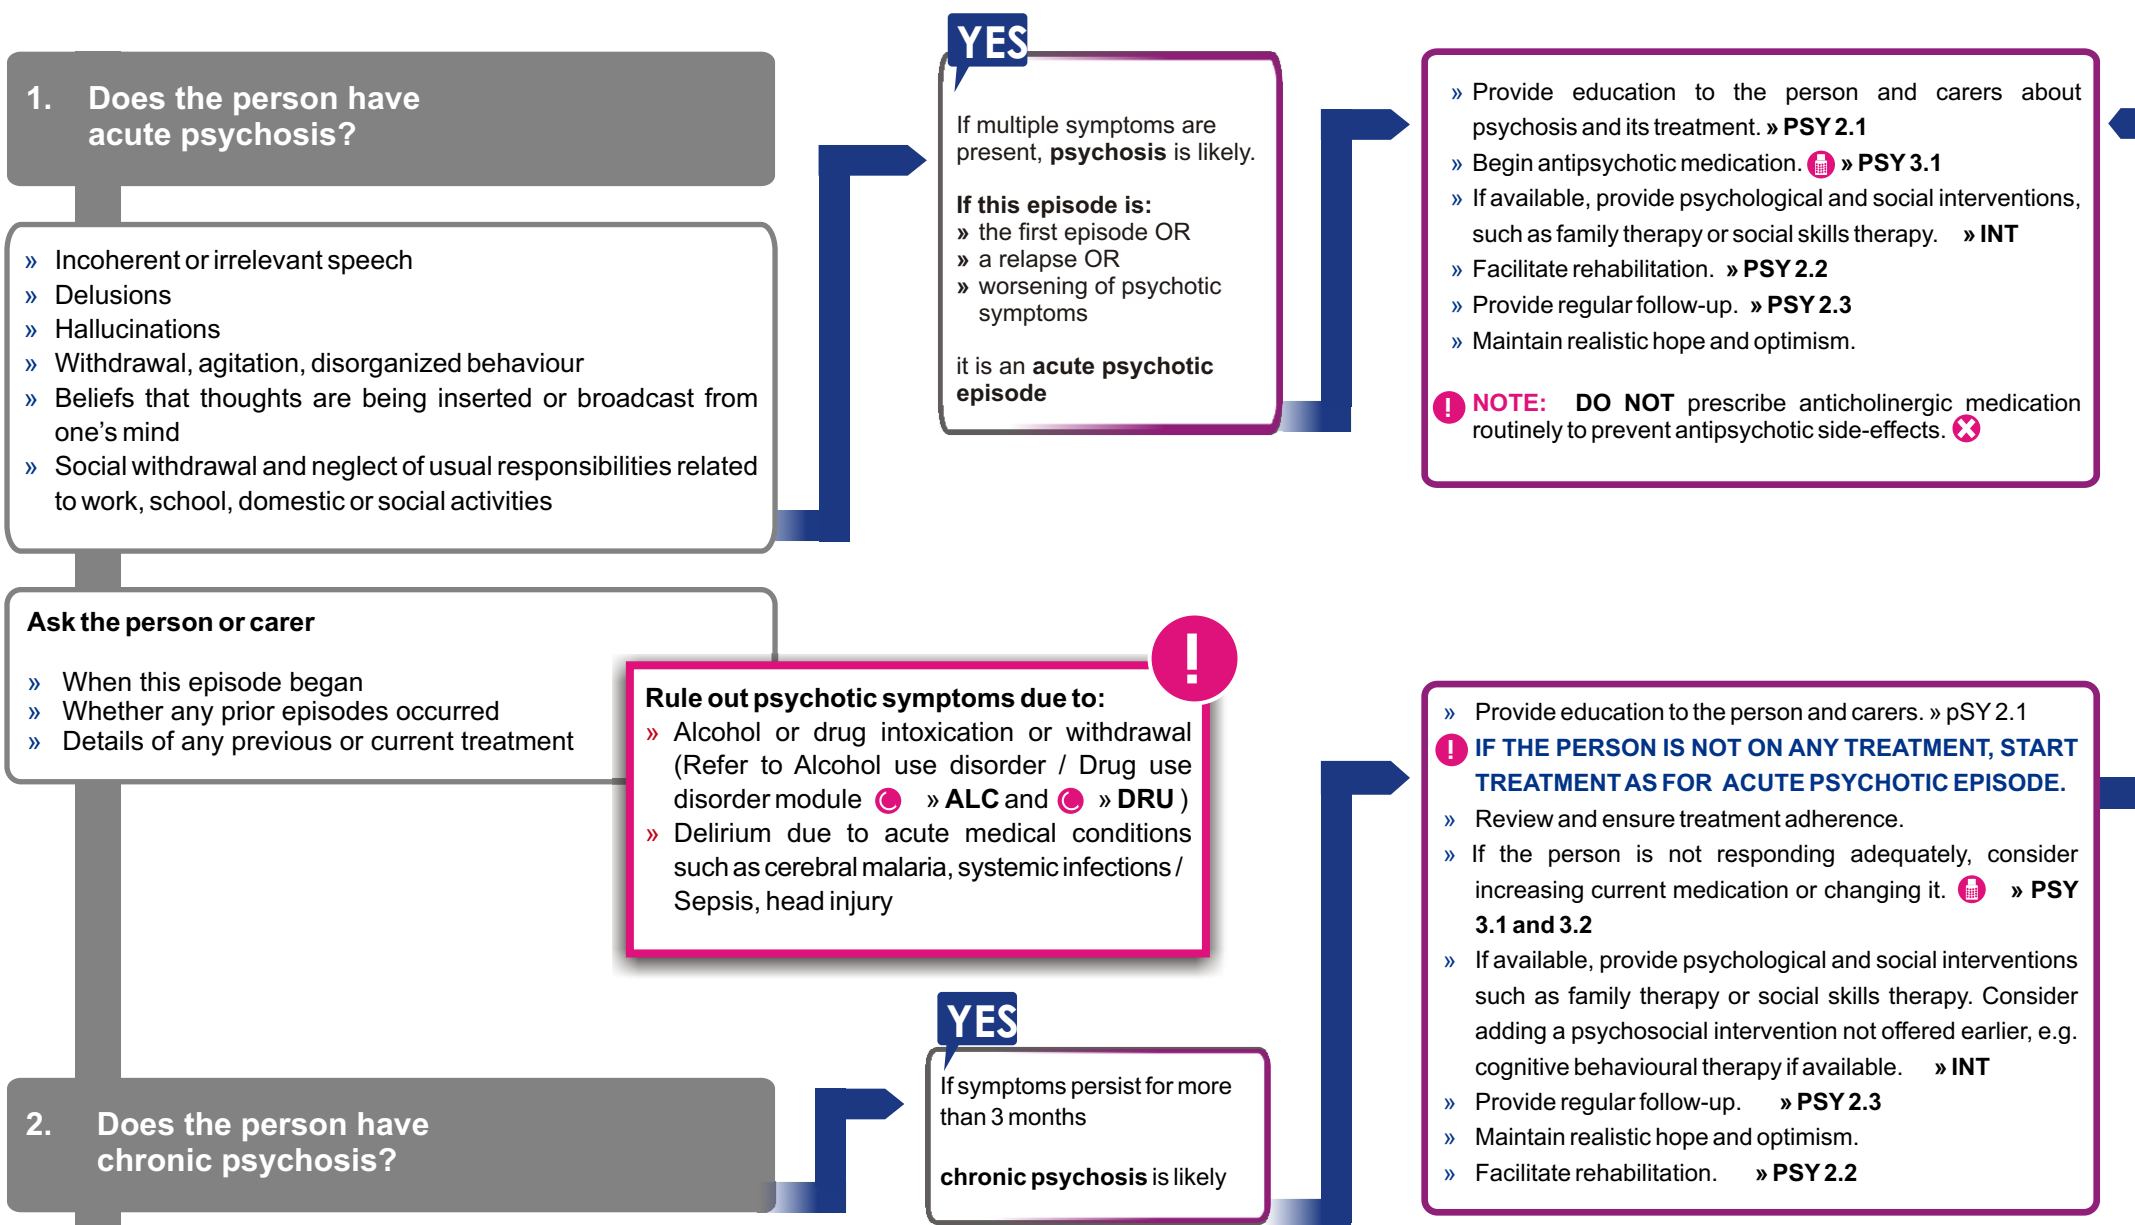 1. Does the person have
acute psychosis?
» Incoherent or irrelevant speech
» Delusions
» Hallucinations
» Withdrawal, agitation, disorganized behaviour
» Beliefs that thoughts are being inserted or broadcast from
one's mind
» Social withdrawal and neglect of usual responsibilities related
to work, school, domestic or social activities
YES
If multiple symptoms are
present, psychosis is likely.
If this episode is:
» the first episode OR
» a relapse OR
» worsening of psychotic
symptoms
it is an acute psychotic
episode
» Provide education to the person and carers about
psychosis and its treatment. » PSY 2.1
» Begin antipsychotic medication. » PSY 3.1
» If available, provide psychological and social interventions,
such as family therapy or social skills therapy. » INT
» Facilitate rehabilitation. » PSY 2.2
» Provide regular follow-up. » PSY 2.3
» Maintain realistic hope and optimism.
! NOTE: DO NOT prescribe anticholinergic medication
routinely to prevent antipsychotic side-effects.
Ask the person or carer
» When this episode began
» Whether any prior episodes occurred
» Details of any previous or current treatment
!
Rule out psychotic symptoms due to:
» Alcohol or drug intoxication or withdrawal
(Refer to Alcohol use disorder / Drug use
disorder module » ALC and » DRU )
» Delirium due to acute medical conditions
such as cerebral malaria, systemic infections /
Sepsis, head injury
2. Does the person have
chronic psychosis?
YES
If symptoms persist for more
than 3 months
chronic psychosis is likely
» Provide education to the person and carers. » pSY 2.1
! IF THE PERSON IS NOT ON ANY TREATMENT, START
TREATMENT AS FOR ACUTE PSYCHOTIC EPISODE.
» Review and ensure treatment adherence.
» If the person is not responding adequately, consider
increasing current medication or changing it. » PSY
3.1 and 3.2
» If available, provide psychological and social interventions
such as family therapy or social skills therapy. Consider
adding a psychosocial intervention not offered earlier, e.g.
cognitive behavioural therapy if available. » INT
» Provide regular follow-up. » PSY 2.3
» Maintain realistic hope and optimism.
» Facilitate rehabilitation. » PSY 2.2